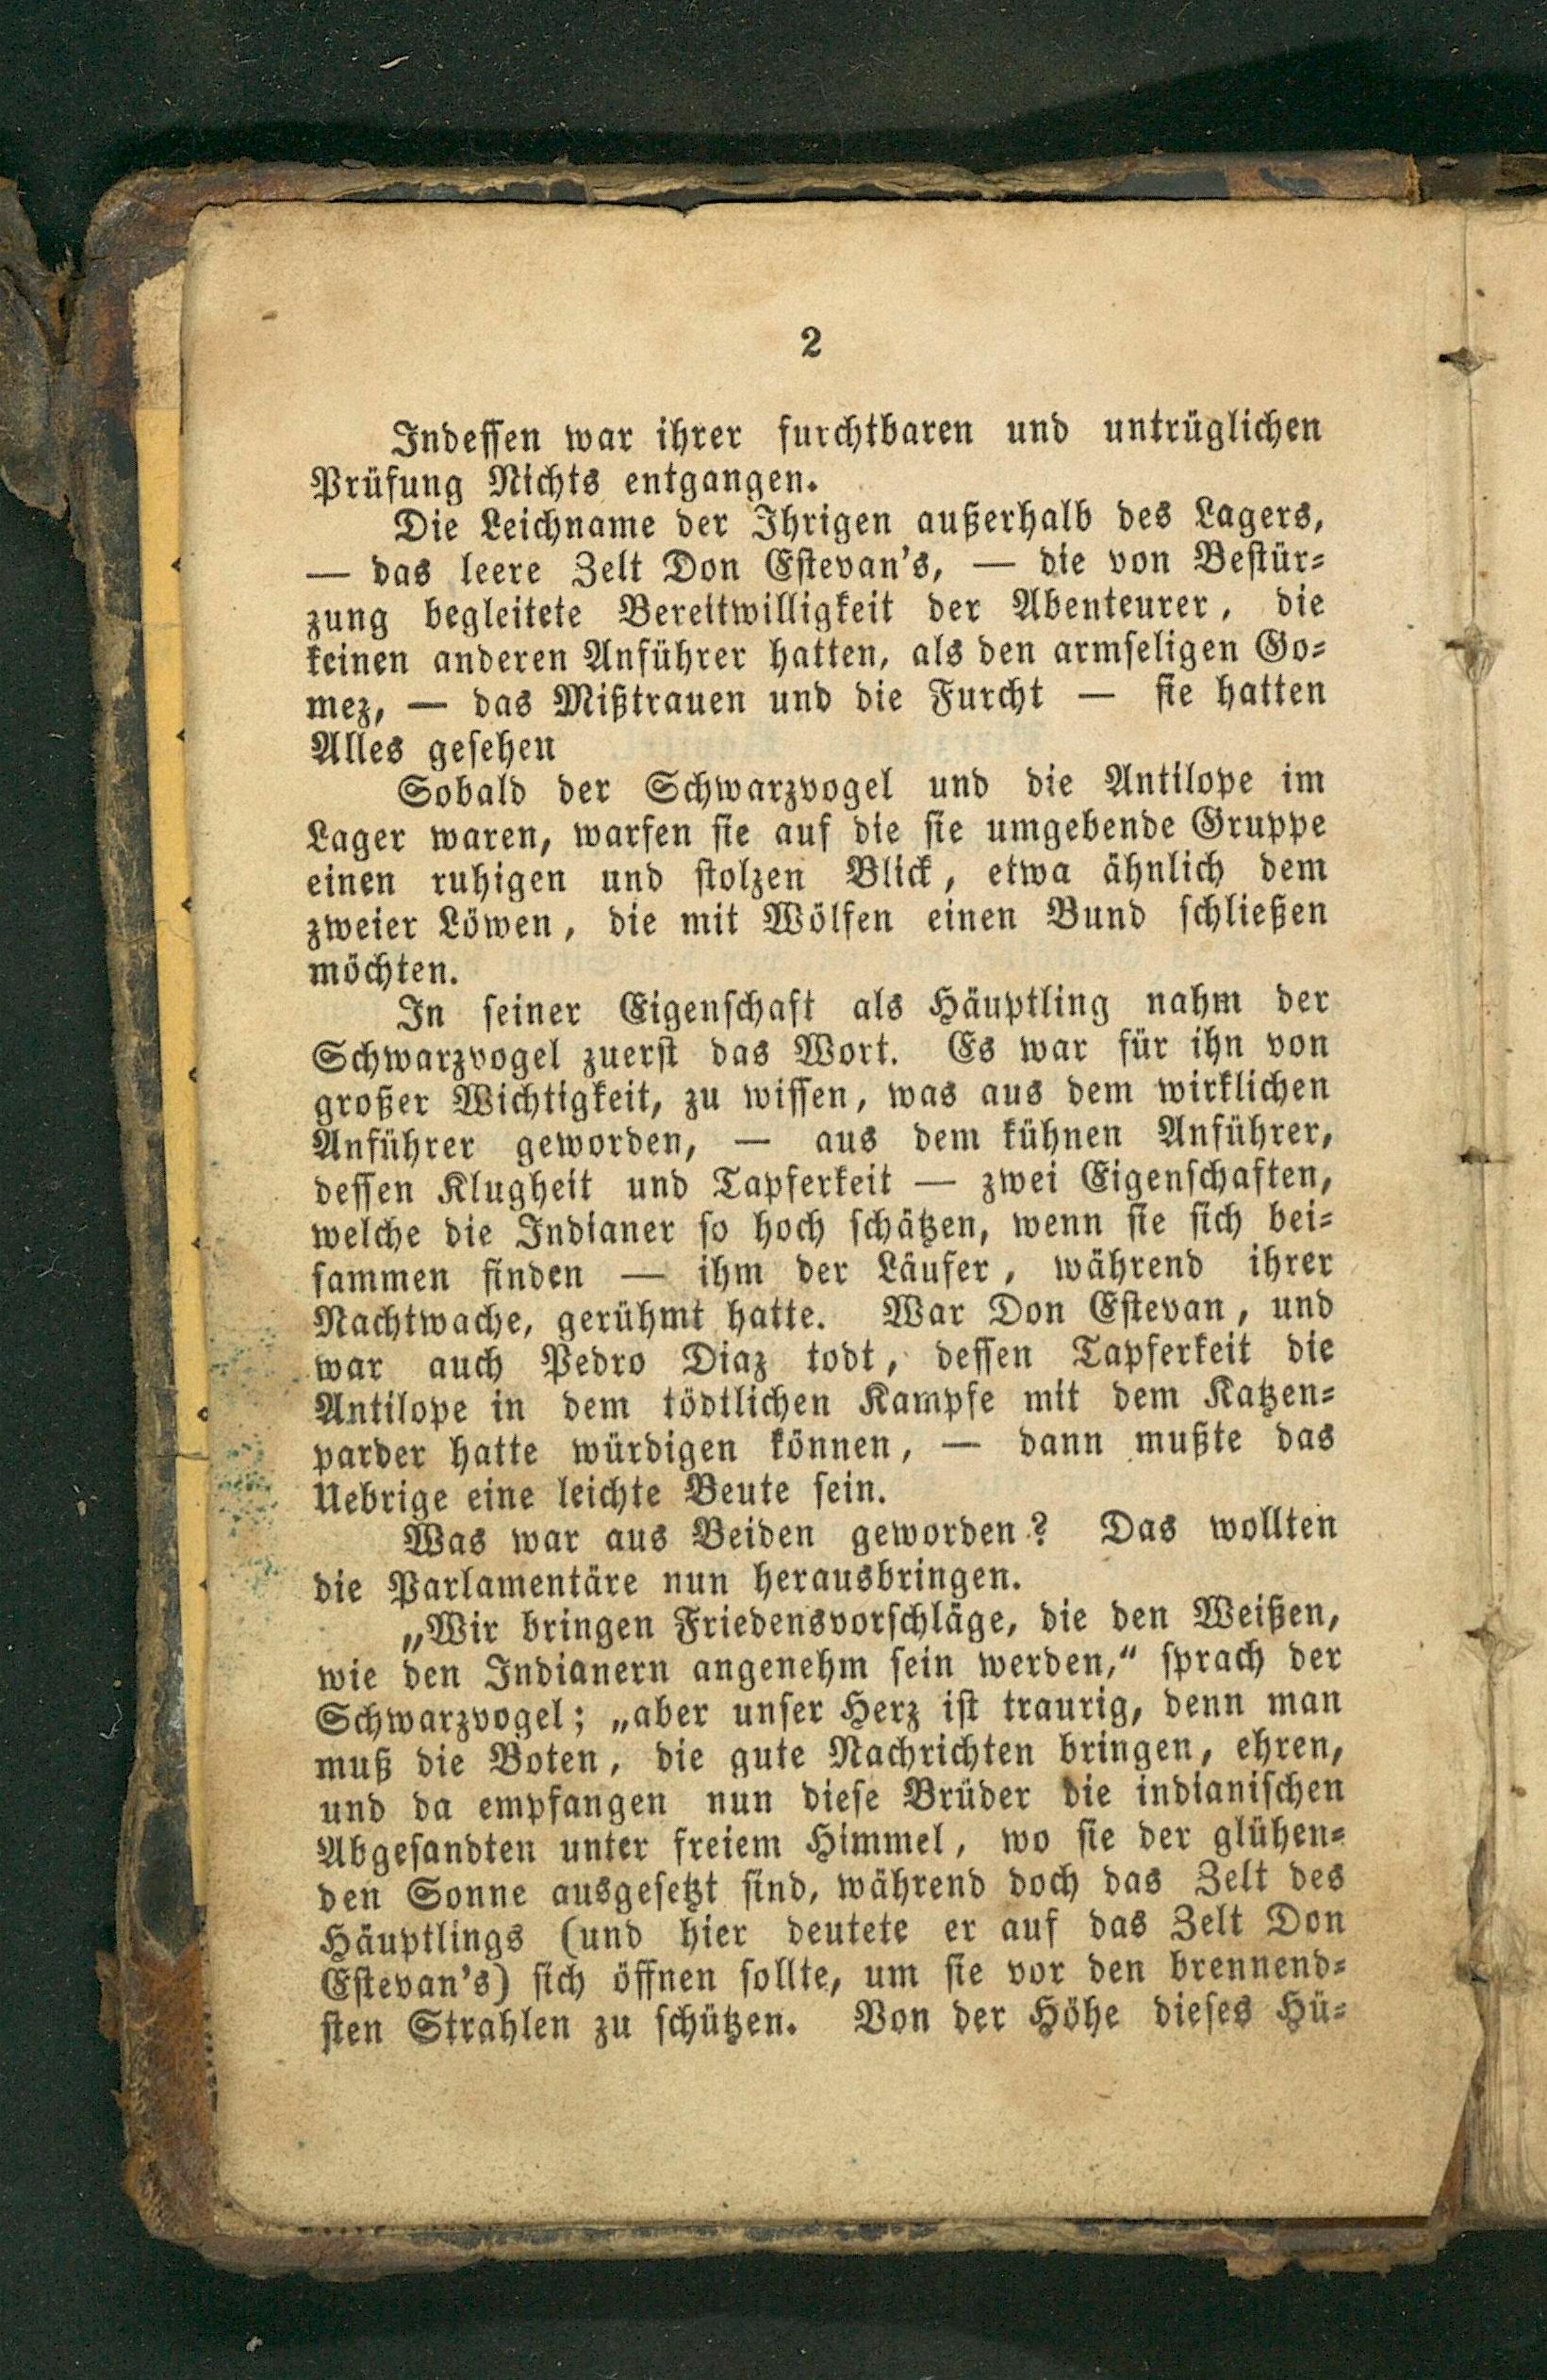 2
Indessen war ihrer furchtbaren und untrüglichen
Prüfung Nichts entgangen.
Die Leichname der Ihrigen außerhalb des Lagers,
— das leere Zelt Don Estevan's, — die von Bestür=
zung begleitete Bereitwilligkeit der Abenteurer, die
keinen anderen Anführer hatten, als den armseligen Go=
mez, — das Mißtrauen und die Furcht — sie hatten
Alles gesehen
Sobald der Schwarzvogel und die Antilope im
Lager waren, warfen sie auf die sie umgebende Gruppe
einen ruhigen und stolzen Blick, etwa ähnlich dem
zweier Löwen, die mit Wölfen einen Bund schließen
möchten.
In seiner Eigenschaft als Häuptling nahm der
Schwarzvogel zuerst das Wort. Es war für ihn von
großer Wichtigkeit, zu wissen, was aus dem wirklichen
Anführer geworden, — aus dem kühnen Anführer,
dessen Klugheit und Tapferkeit — zwei Eigenschaften,
welche die Indianer so hoch schätzen, wenn sie sich bei=
sammen finden — ihm der Läufer, während ihrer
Nachtwache, gerühmt hatte. War Don Estevan, und
war auch Pedro Diaz todt, dessen Tapferkeit die
Antilope in dem tödtlichen Kampfe mit dem Katzen=
parder hatte würdigen können, — dann mußte das
Uebrige eine leichte Beute sein.
Was war aus Beiden geworden? Das wollten
die Parlamentäre nun herausbringen.
„Wir bringen Friedensvorschläge, die den Weißen,
wie den Indianern angenehm sein werden,“ sprach der
Schwarzvogel; „aber unser Herz ist traurig, denn man
muß die Boten, die gute Nachrichten bringen, ehren,
und da empfangen nun diese Brüder die indianischen
Abgesandten unter freiem Himmel, wo sie der glühen=
den Sonne ausgesetzt sind, während doch das Zelt des
Häuptlings (und hier deutete er auf das Zelt Don
Estevan's) sich öffnen sollte, um sie vor den brennend=
sten Strahlen zu schützen. Von der Höhe dieses Hü=